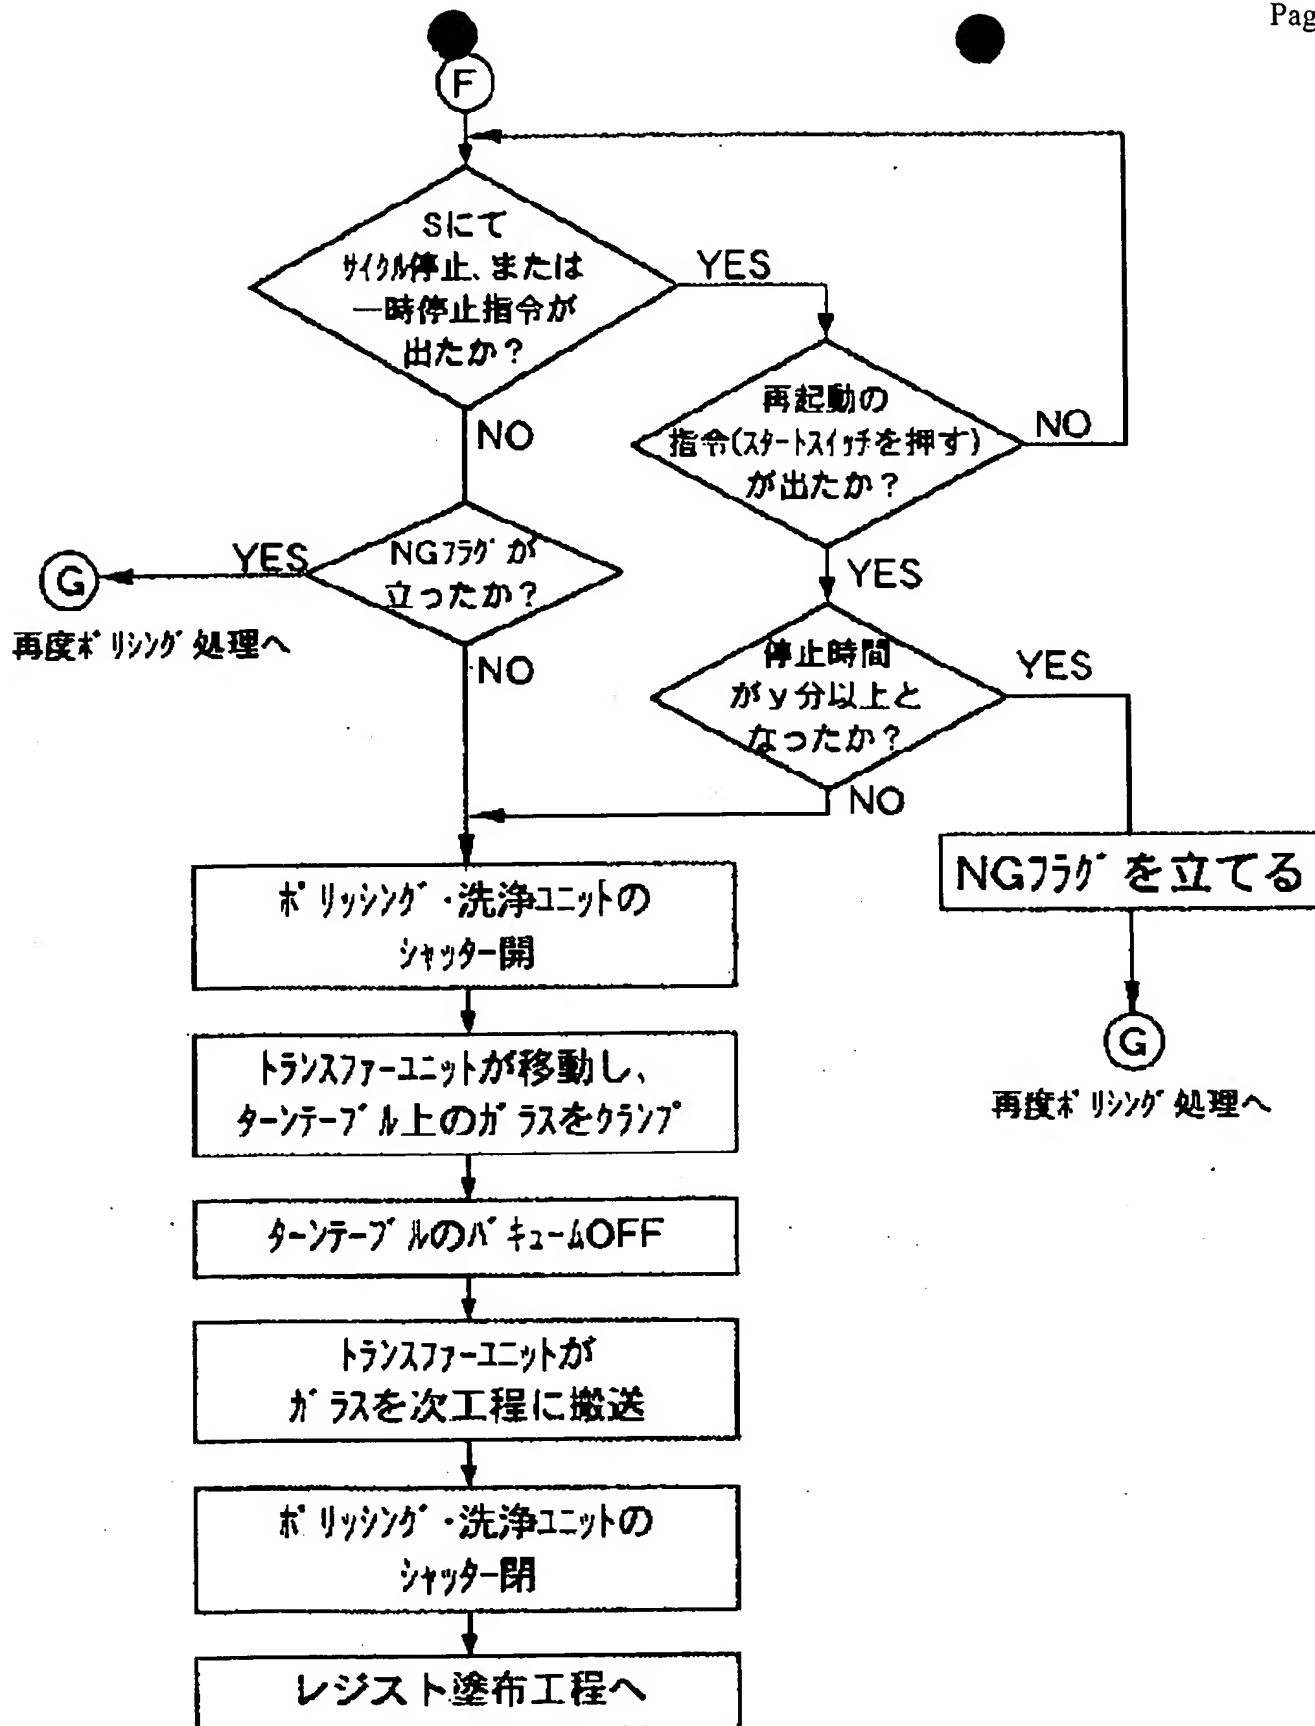 Pag
F
Sにて
ｻｲｸﾙ停止、または
一時停止指令が
出たか？
YES
NO
再起動の
指令(ｽﾀｰﾄｽｲｯﾁを押す)
が出たか？
NO
YES
NGﾌﾗｸﾞが
立ったか？
YES
G
再度ﾎﾟﾘｼﾝｸﾞ処理へ
NO
停止時間
がy分以上と
なったか？
YES
NO
NGﾌﾗｸﾞを立てる
G
再度ﾎﾟﾘｼﾝｸﾞ処理へ
ﾎﾟﾘｯｼﾝｸﾞ・洗浄ﾕﾆｯﾄの
ｼｬｯﾀｰ開
ﾄﾗﾝｽﾌｧｰﾕﾆｯﾄが移動し、
ﾀｰﾝﾃｰﾌﾞﾙ上のｶﾞﾗｽをｸﾗﾝﾌﾟ
ﾀｰﾝﾃｰﾌﾞﾙのﾊﾞｷｭｰﾑOFF
ﾄﾗﾝｽﾌｧｰﾕﾆｯﾄが
ｶﾞﾗｽを次工程に搬送
ﾎﾟﾘｯｼﾝｸﾞ・洗浄ﾕﾆｯﾄの
ｼｬｯﾀｰ閉
レジスト塗布工程へ